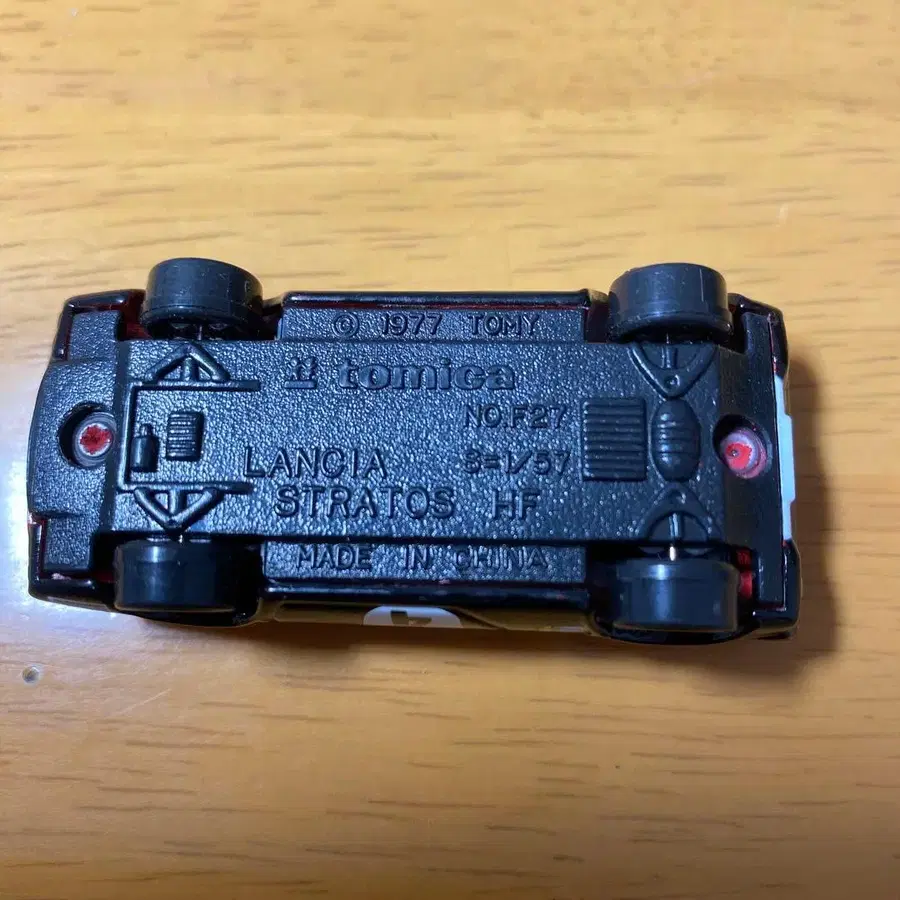 © 1977 TOMY
tomica
NO.F27
LANCIA S=1/57
STRATOS HF
MADE IN CHINA